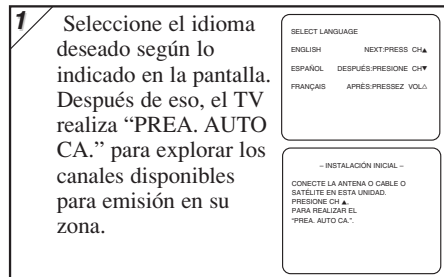 1
Seleccione el idioma
deseado según lo
indicado en la pantalla.
Después de eso, el TV
realiza “PREA. AUTO
CA.” para explorar los
canales disponibles
para emisión en su
zona.
SELECT LANGUAGE
ENGLISH NEXT:PRESS CH▲
ESPAÑOL DESPUÉS:PRESIONE CH▼
FRANÇAIS APRÈS:PRESSEZ VOL△
– INSTALACIÓN INICIAL –
CONECTE LA ANTENA O CABLE O
SATÉLITE EN ESTA UNIDAD.
PRESIONE CH ▲.
PARA REALIZAR EL
“PREA. AUTO CA.”.